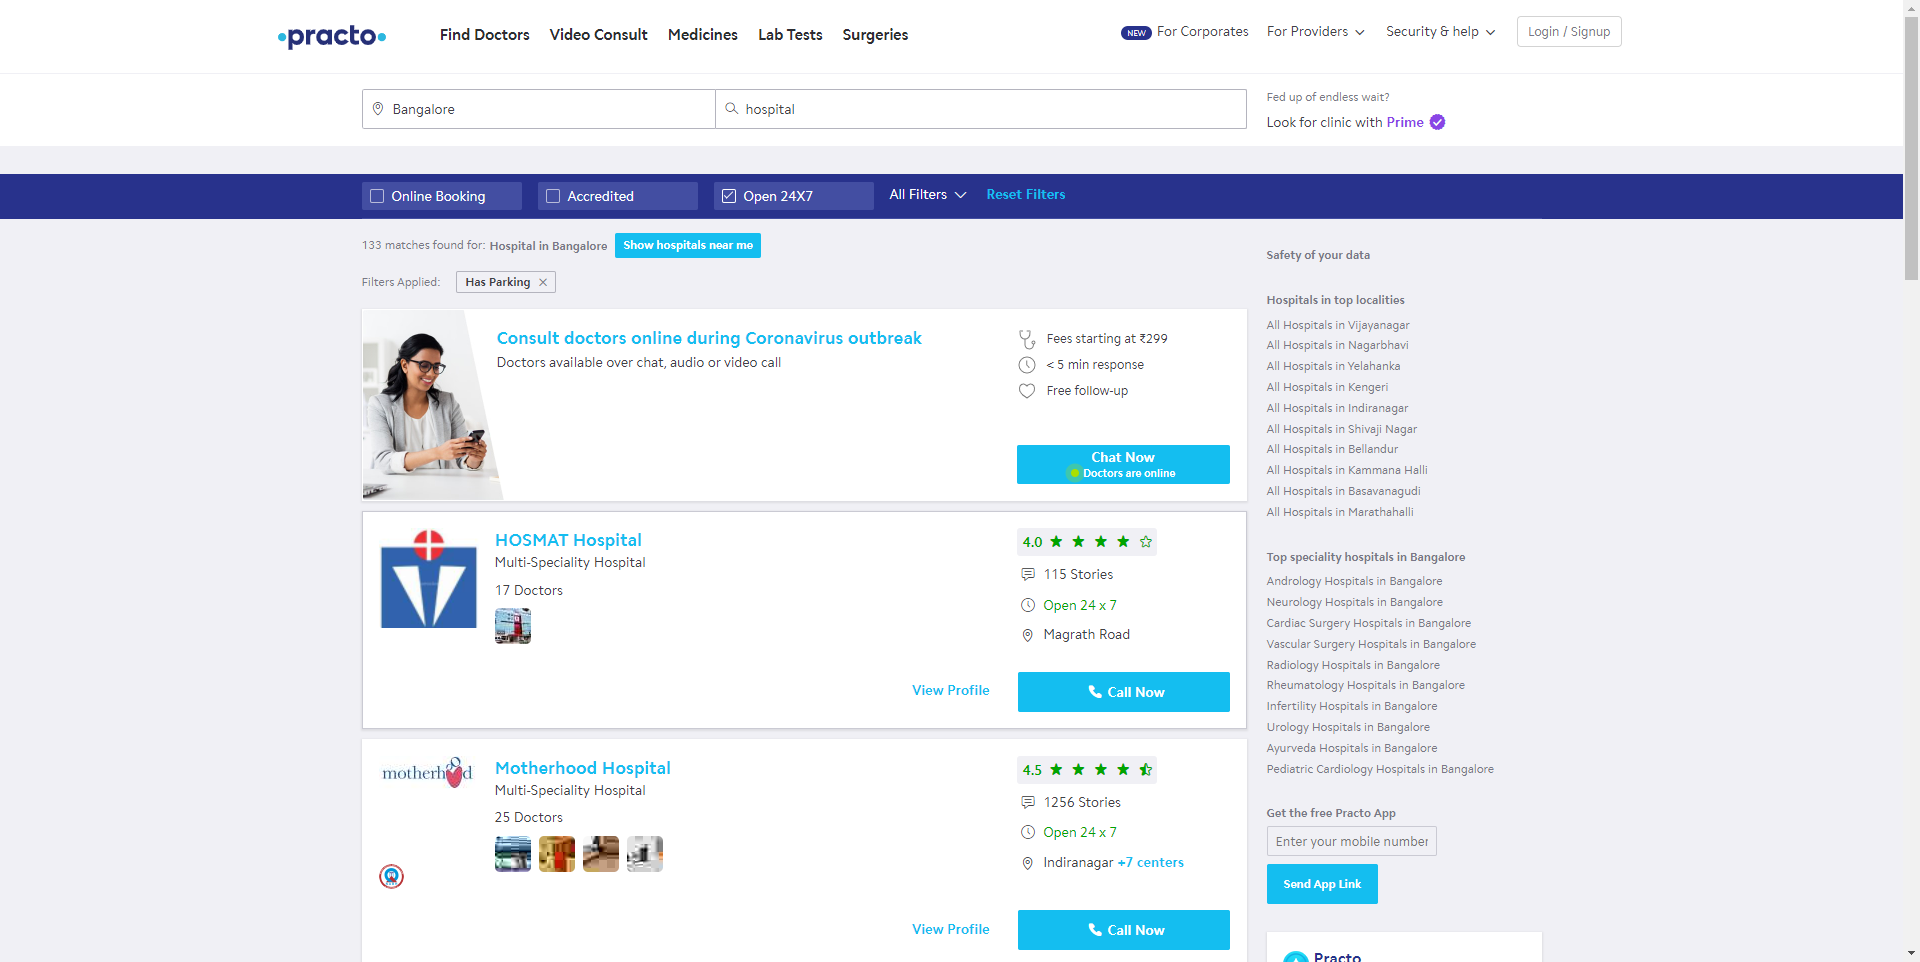 practo
Find Doctors
Video Consult
Medicines
Lab Tests
Surgeries
NEW For Corporates
For Providers
Security & help
Login / Signup
Bangalore
hospital
Fed up of endless wait?
Look for clinic with Prime
Online Booking
Accredited
Open 24X7
All Filters
Reset Filters
133 matches found for: Hospital in Bangalore
Show hospitals near me
Filters Applied:
Has Parking
Consult doctors online during Coronavirus outbreak
Doctors available over chat, audio or video call
Fees starting at ₹299
< 5 min response
Free follow-up
Chat Now
Doctors are online
HOSMAT Hospital
Multi-Speciality Hospital
17 Doctors
4.0
115 Stories
Open 24 x 7
Magrath Road
View Profile
Call Now
motherhood
Motherhood Hospital
Multi-Speciality Hospital
25 Doctors
4.5
1256 Stories
Open 24 x 7
Indiranagar +7 centers
View Profile
Call Now
Safety of your data
Hospitals in top localities
All Hospitals in Vijayanagar
All Hospitals in Nagarbhavi
All Hospitals in Yelahanka
All Hospitals in Kengeri
All Hospitals in Indiranagar
All Hospitals in Shivaji Nagar
All Hospitals in Bellandur
All Hospitals in Kammana Halli
All Hospitals in Basavanagudi
All Hospitals in Marathahalli
Top speciality hospitals in Bangalore
Andrology Hospitals in Bangalore
Neurology Hospitals in Bangalore
Cardiac Surgery Hospitals in Bangalore
Vascular Surgery Hospitals in Bangalore
Radiology Hospitals in Bangalore
Rheumatology Hospitals in Bangalore
Infertility Hospitals in Bangalore
Urology Hospitals in Bangalore
Ayurveda Hospitals in Bangalore
Pediatric Cardiology Hospitals in Bangalore
Get the free Practo App
Enter your mobile number
Send App Link
Practo